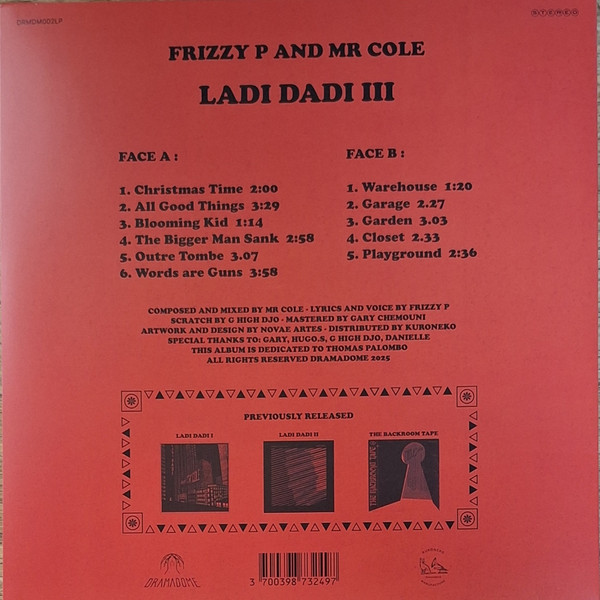 DRMDM002LP
STEREO
FRIZZY P AND MR COLE
LADI DADI III
FACE A :
1. Christmas Time 2:00
2. All Good Things 3:29
3. Blooming Kid 1:14
4. The Bigger Man Sank 2:58
5. Outre Tombe 3.07
6. Words are Guns 3:58
FACE B :
1. Warehouse 1:20
2. Garage 2.27
3. Garden 3.03
4. Closet 2.33
5. Playground 2:36
COMPOSED AND MIXED BY MR COLE - LYRICS AND VOICE BY FRIZZY P
SCRATCH BY G HIGH DJO - MASTERED BY GARY CHEMOUNI
ARTWORK AND DESIGN BY NOVAE ARTES - DISTRIBUTED BY KURONEKO
SPECIAL THANKS TO: GARY, HUGO.S, G HIGH DJO, DANIELLE
THIS ALBUM IS DEDICATED TO THOMAS PALOMBO
ALL RIGHTS RESERVED DRAMADOME 2025
PREVIOUSLY RELEASED
LADI DADI I
LADI DADI II
THE BACKROOM TAPE
THE BACKROOM TAPE
DRAMADOME
3 700398 732497